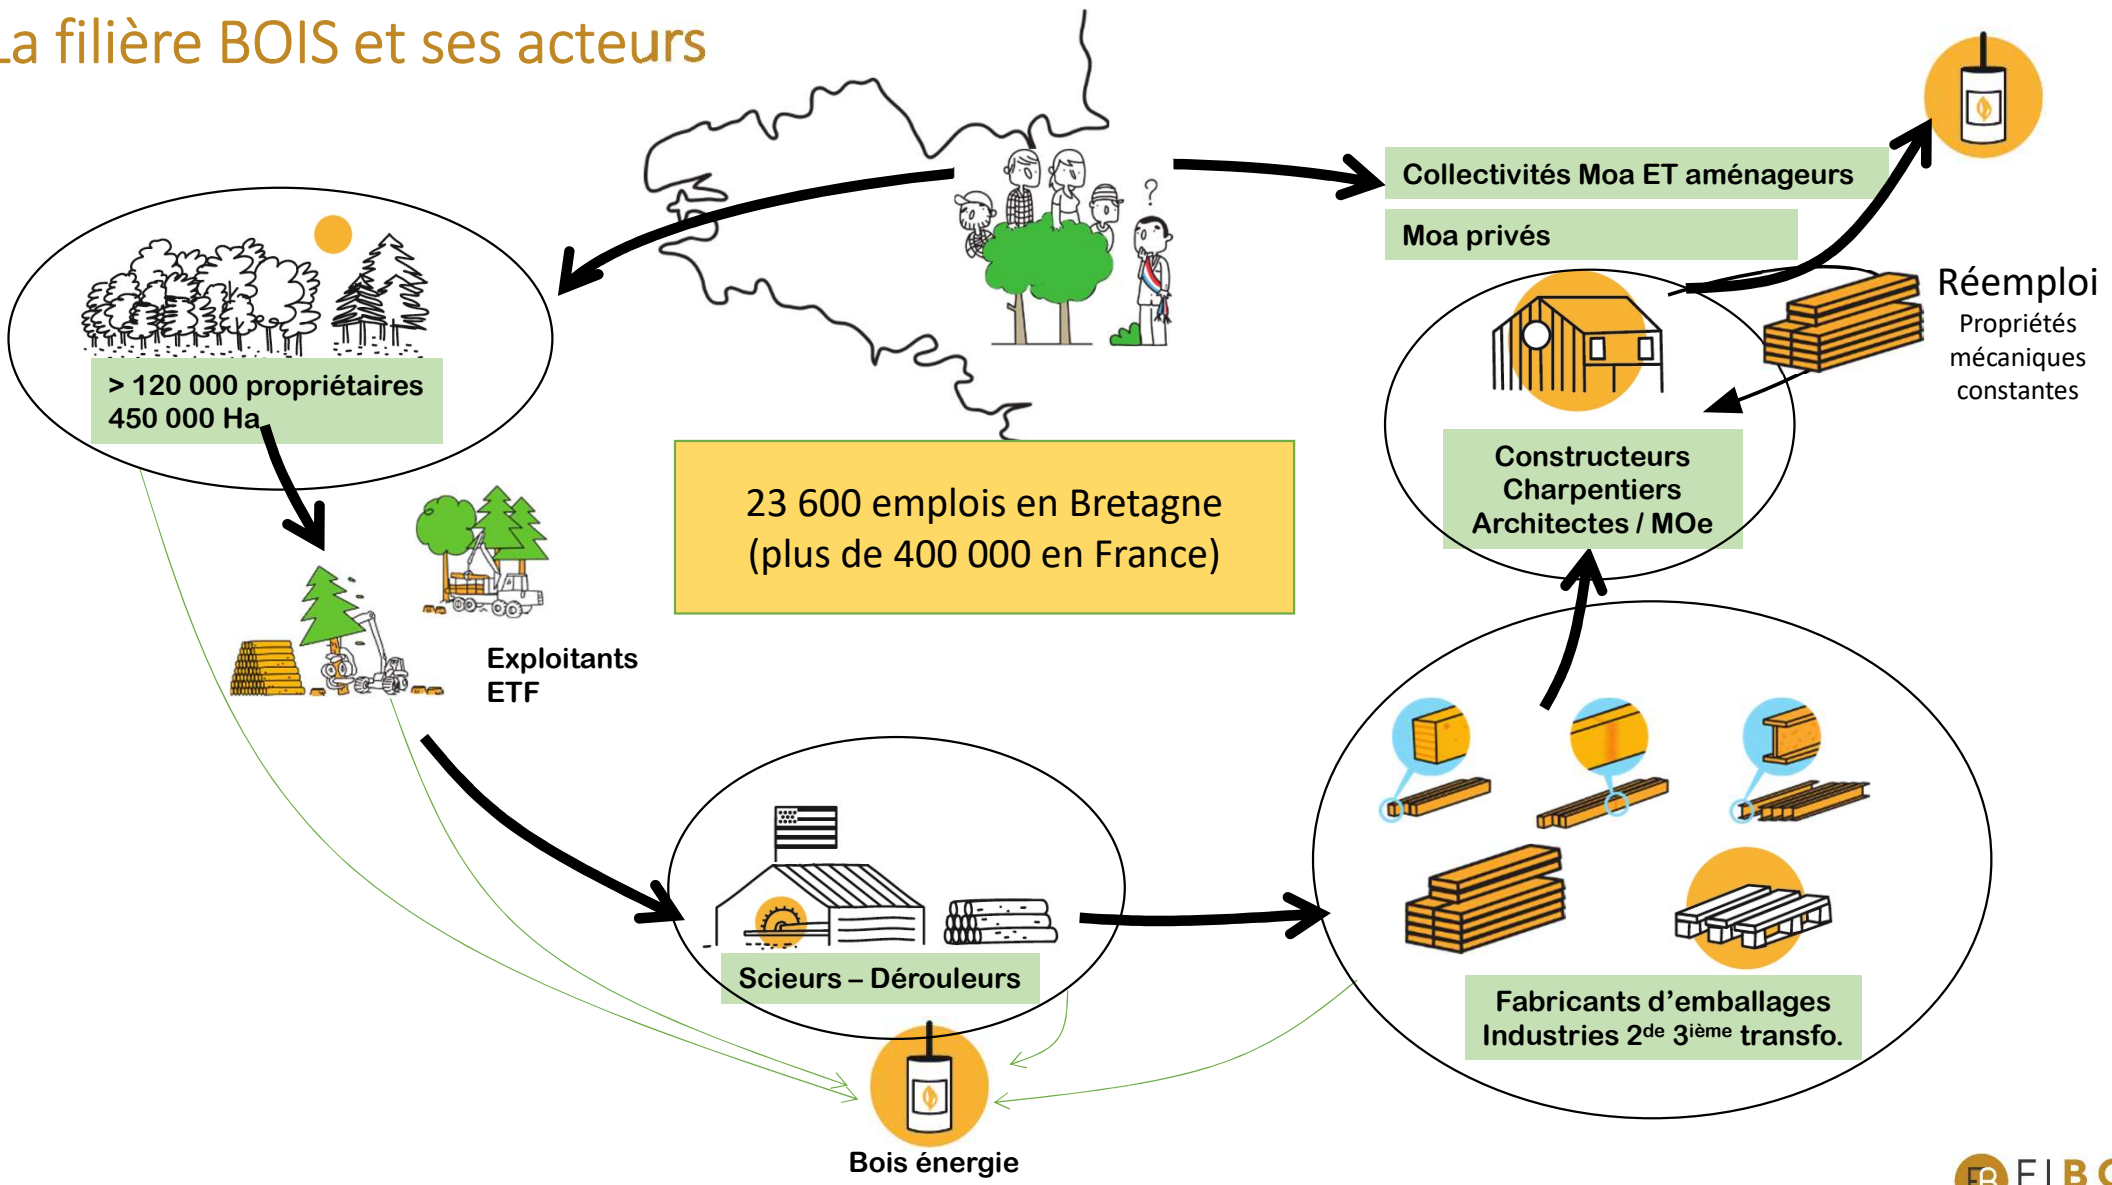 La filière BOIS et ses acteurs
Collectivités Moa ET aménageurs
Moa privés
?
Réemploi
Propriétés
mécaniques
constantes
> 120 000 propriétaires
450 000 Ha
23 600 emplois en Bretagne
(plus de 400 000 en France)
Constructeurs
Charpentiers
Architectes / MOe
Exploitants
ETF
Scieurs – Dérouleurs
Fabricants d’emballages
Industries 2de 3ième transfo.
Bois énergie